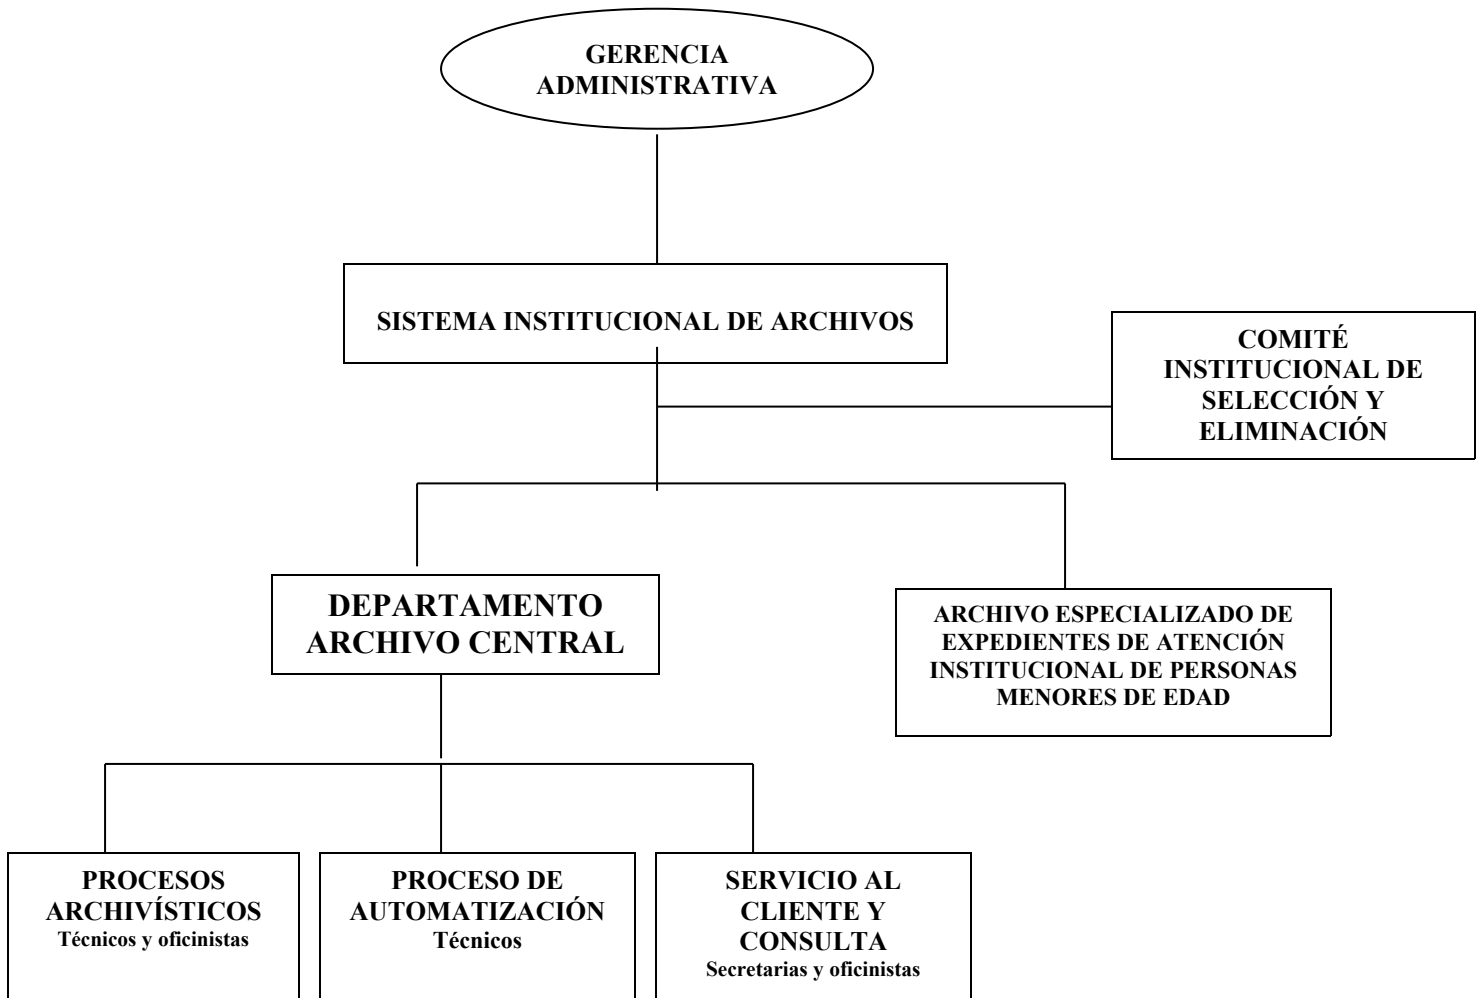 GERENCIA
ADMINISTRATIVA
SISTEMA INSTITUCIONAL DE ARCHIVOS
COMITÉ
INSTITUCIONAL DE
SELECCIÓN Y
ELIMINACIÓN
DEPARTAMENTO
ARCHIVO CENTRAL
ARCHIVO ESPECIALIZADO DE
EXPEDIENTES DE ATENCIÓN
INSTITUCIONAL DE PERSONAS
MENORES DE EDAD
PROCESOS
ARCHIVÍSTICOS
Técnicos y oficinistas
PROCESO DE
AUTOMATIZACIÓN
Técnicos
SERVICIO AL
CLIENTE Y
CONSULTA
Secretarias y oficinistas